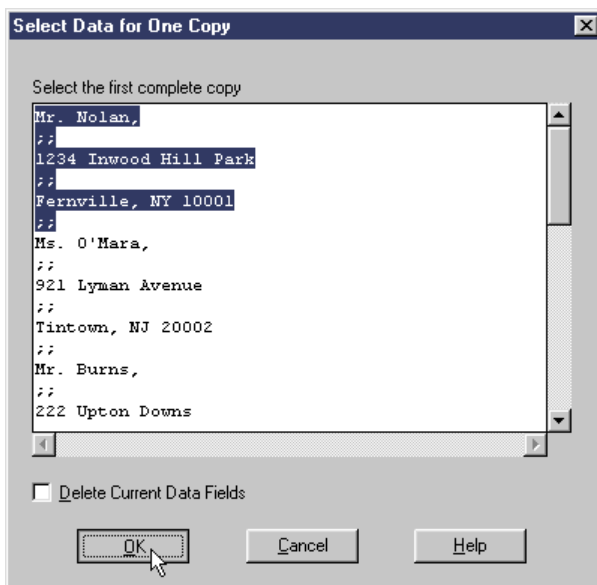 Select Data for One Copy
Select the first complete copy
Mr. Nolan,
;;
1234 Inwood Hill Park
;;
Fernville, NY 10001
;;
Ms. O'Mara,
;;
921 Lyman Avenue
;;
Tintown, NJ 20002
;;
Mr. Burns,
;;
222 Upton Downs
Delete Current Data Fields
OK Cancel Help